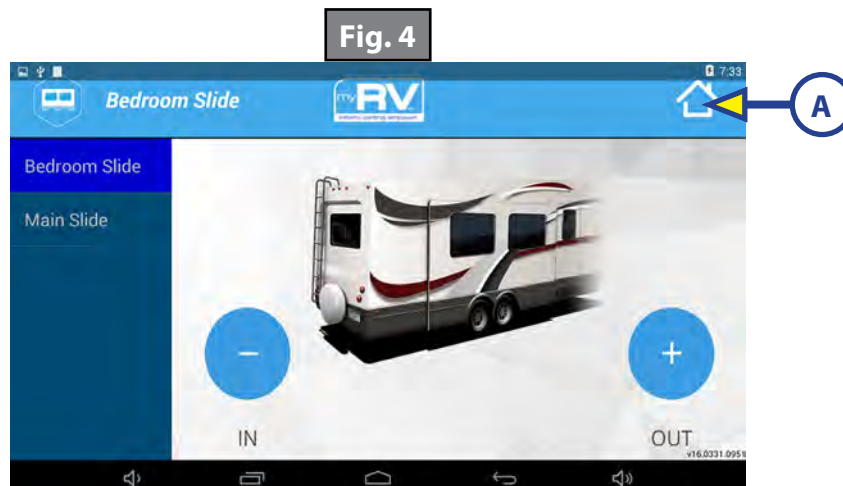 Fig. 4
7:33
Bedroom Slide
myRV
A
Bedroom Slide
Main Slide
−
+
IN
OUT